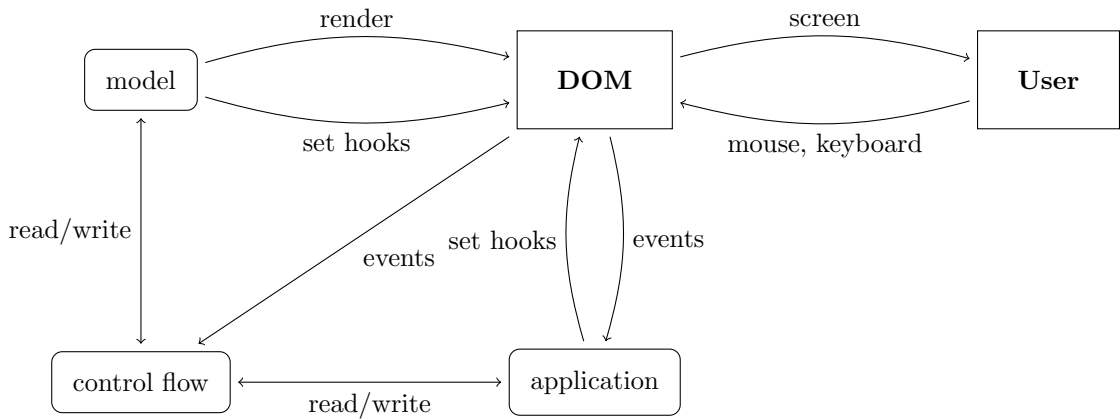 render
screen
model
DOM
User
set hooks
mouse, keyboard
read/write
events
set hooks
events
control flow
application
read/write